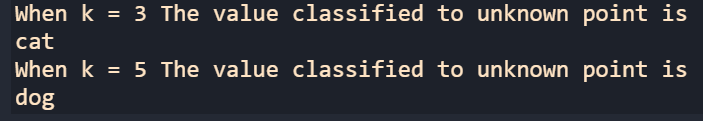 When k = 3 The value classified to unknown point is
cat
When k = 5 The value classified to unknown point is
dog